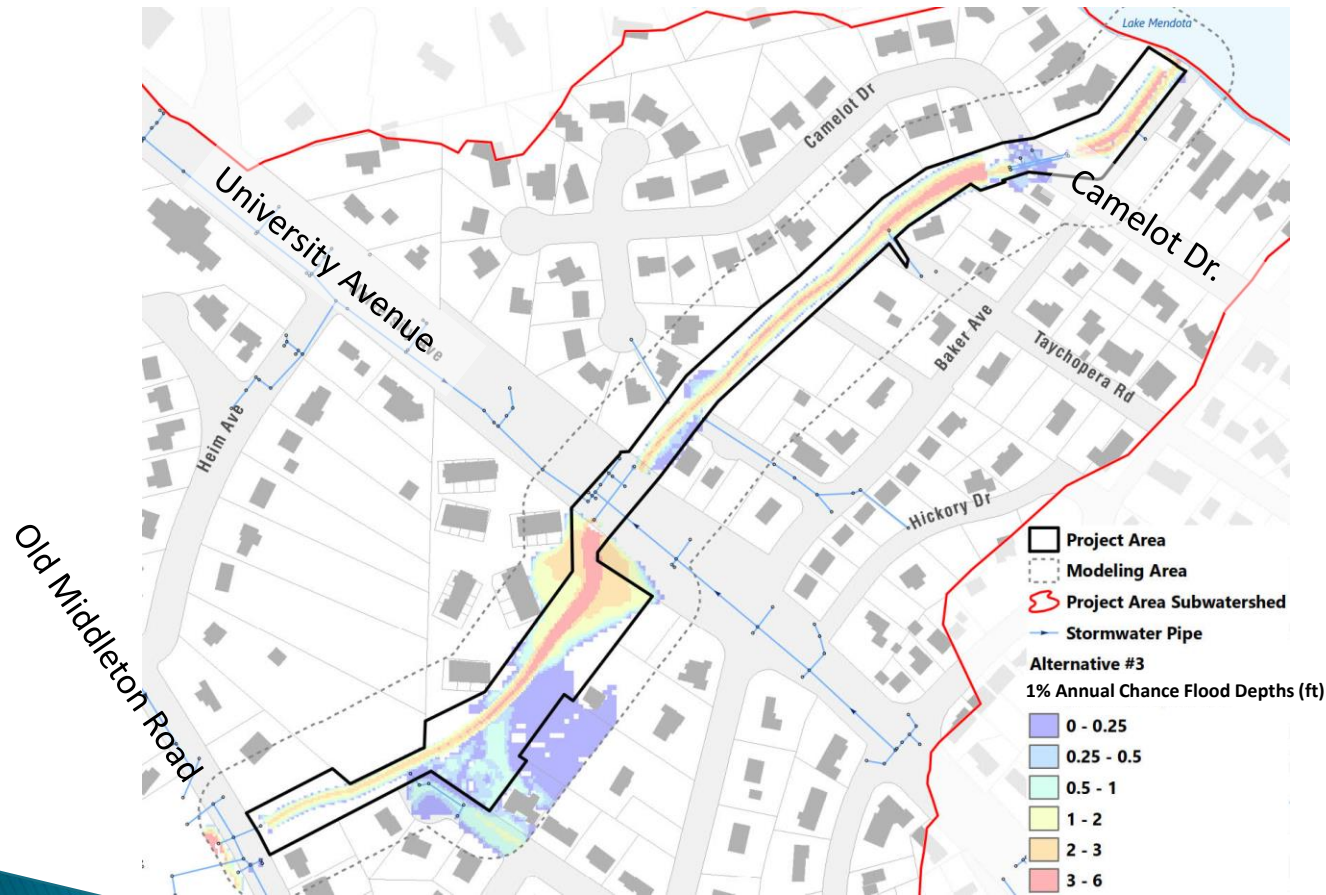 Lake Mendota
Camelot Dr
University Avenue
Camelot Dr.
Baker Ave
Taychopera Rd
Heim Ave
Hickory Dr
Old Middleton Road
Project Area
Modeling Area
Project Area Subwatershed
Stormwater Pipe
Alternative #3
1% Annual Chance Flood Depths (ft)
0 - 0.25
0.25 - 0.5
0.5 - 1
1 - 2
2 - 3
3 - 6